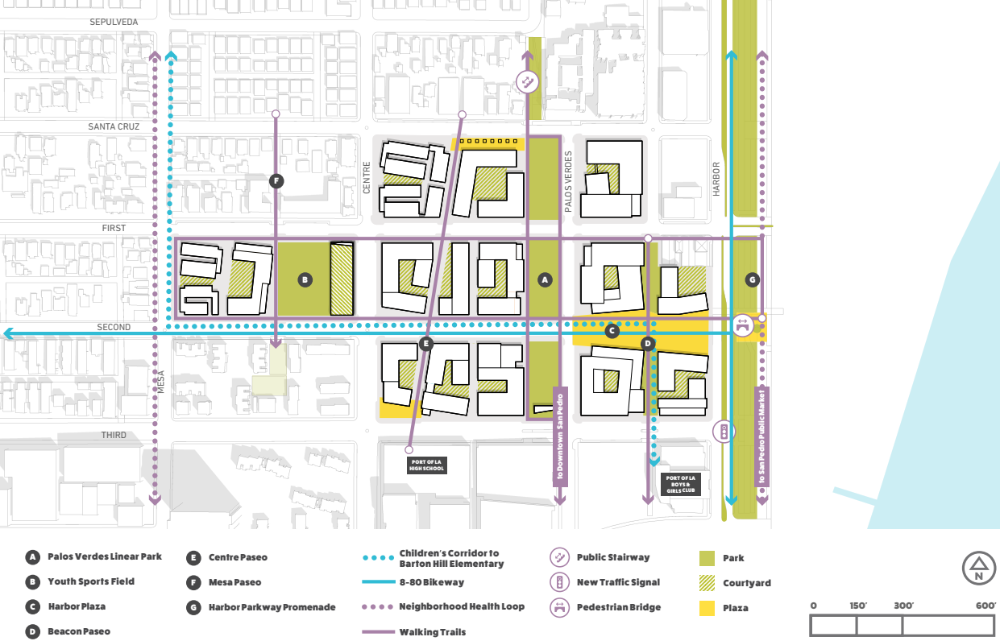 SEPULVEDA
SANTA CRUZ
CENTRE
PALOS VERDES
HARBOR
F
FIRST
B
A
G
SECOND
C
E
D
MESA
to Downtown San Pedro
to San Pedro Public Market
THIRD
PORT OF LA
HIGH SCHOOL
PORT OF LA
BOYS &
GIRLS CLUB
A Palos Verdes Linear Park
B Youth Sports Field
C Harbor Plaza
D Beacon Paseo
E Centre Paseo
F Mesa Paseo
G Harbor Parkway Promenade
Children's Corridor to
Barton Hill Elementary
8-80 Bikeway
Neighborhood Health Loop
Walking Trails
Public Stairway
New Traffic Signal
Pedestrian Bridge
Park
Courtyard
Plaza
N
0 150' 300' 600'